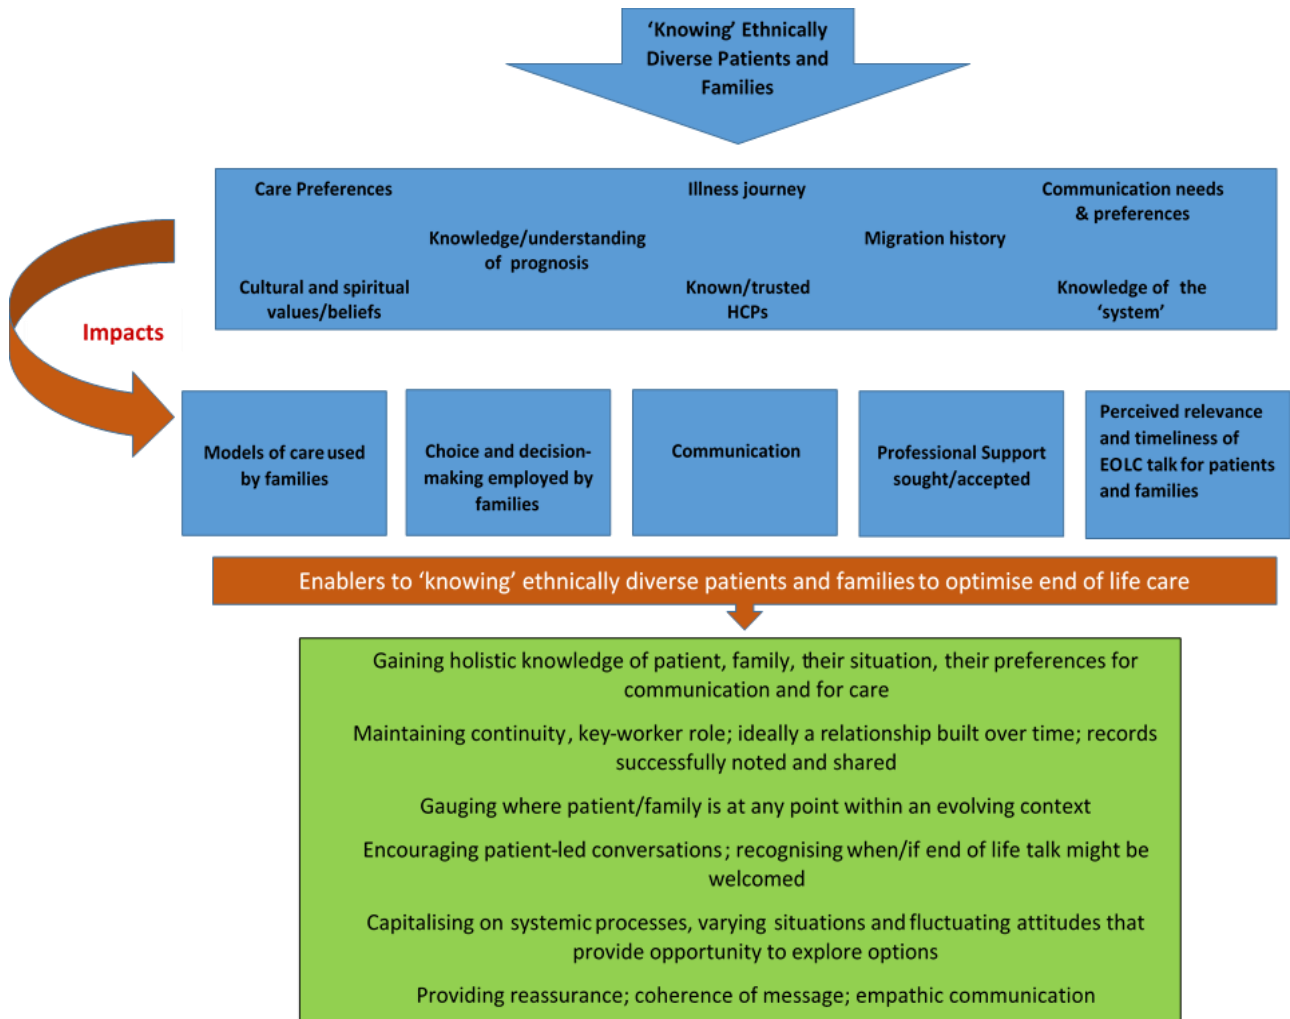 ‘Knowing’ Ethnically
Diverse Patients and
Families
Care Preferences
Illness journey
Communication needs
& preferences
Knowledge/understanding
of prognosis
Migration history
Cultural and spiritual
values/beliefs
Known/trusted
HCPs
Knowledge of the
‘system’
Impacts
Models of care used
by families
Choice and decision-
making employed by
families
Communication
Professional Support
sought/accepted
Perceived relevance
and timeliness of
EOLC talk for patients
and families
Enablers to ‘knowing’ ethnically diverse patients and families to optimise end of life care
Gaining holistic knowledge of patient, family, their situation, their preferences for
communication and for care
Maintaining continuity, key-worker role; ideally a relationship built over time; records
successfully noted and shared
Gauging where patient/family is at any point within an evolving context
Encouraging patient-led conversations; recognising when/if end of life talk might be
welcomed
Capitalising on systemic processes, varying situations and fluctuating attitudes that
provide opportunity to explore options
Providing reassurance; coherence of message; empathic communication